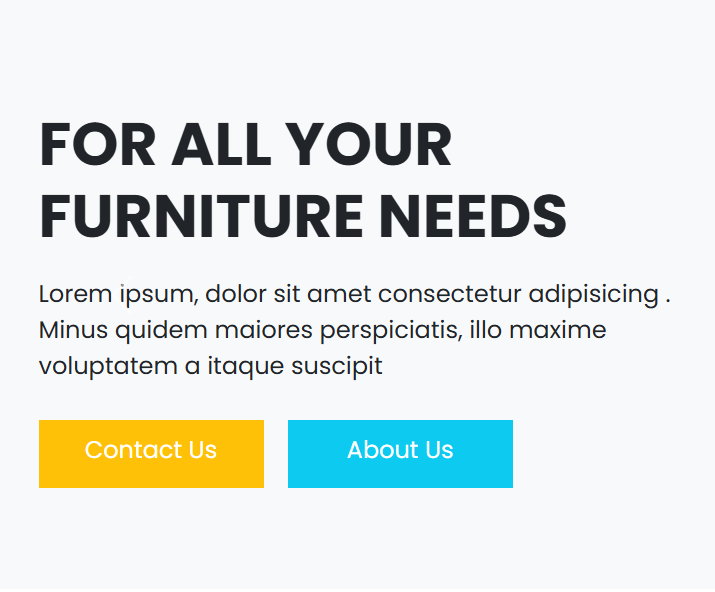 FOR ALL YOUR
FURNITURE NEEDS
Lorem ipsum, dolor sit amet consectetur adipisicing .
Minus quidem maiores perspiciatis, illo maxime
voluptatem a itaque suscipit
Contact Us
About Us